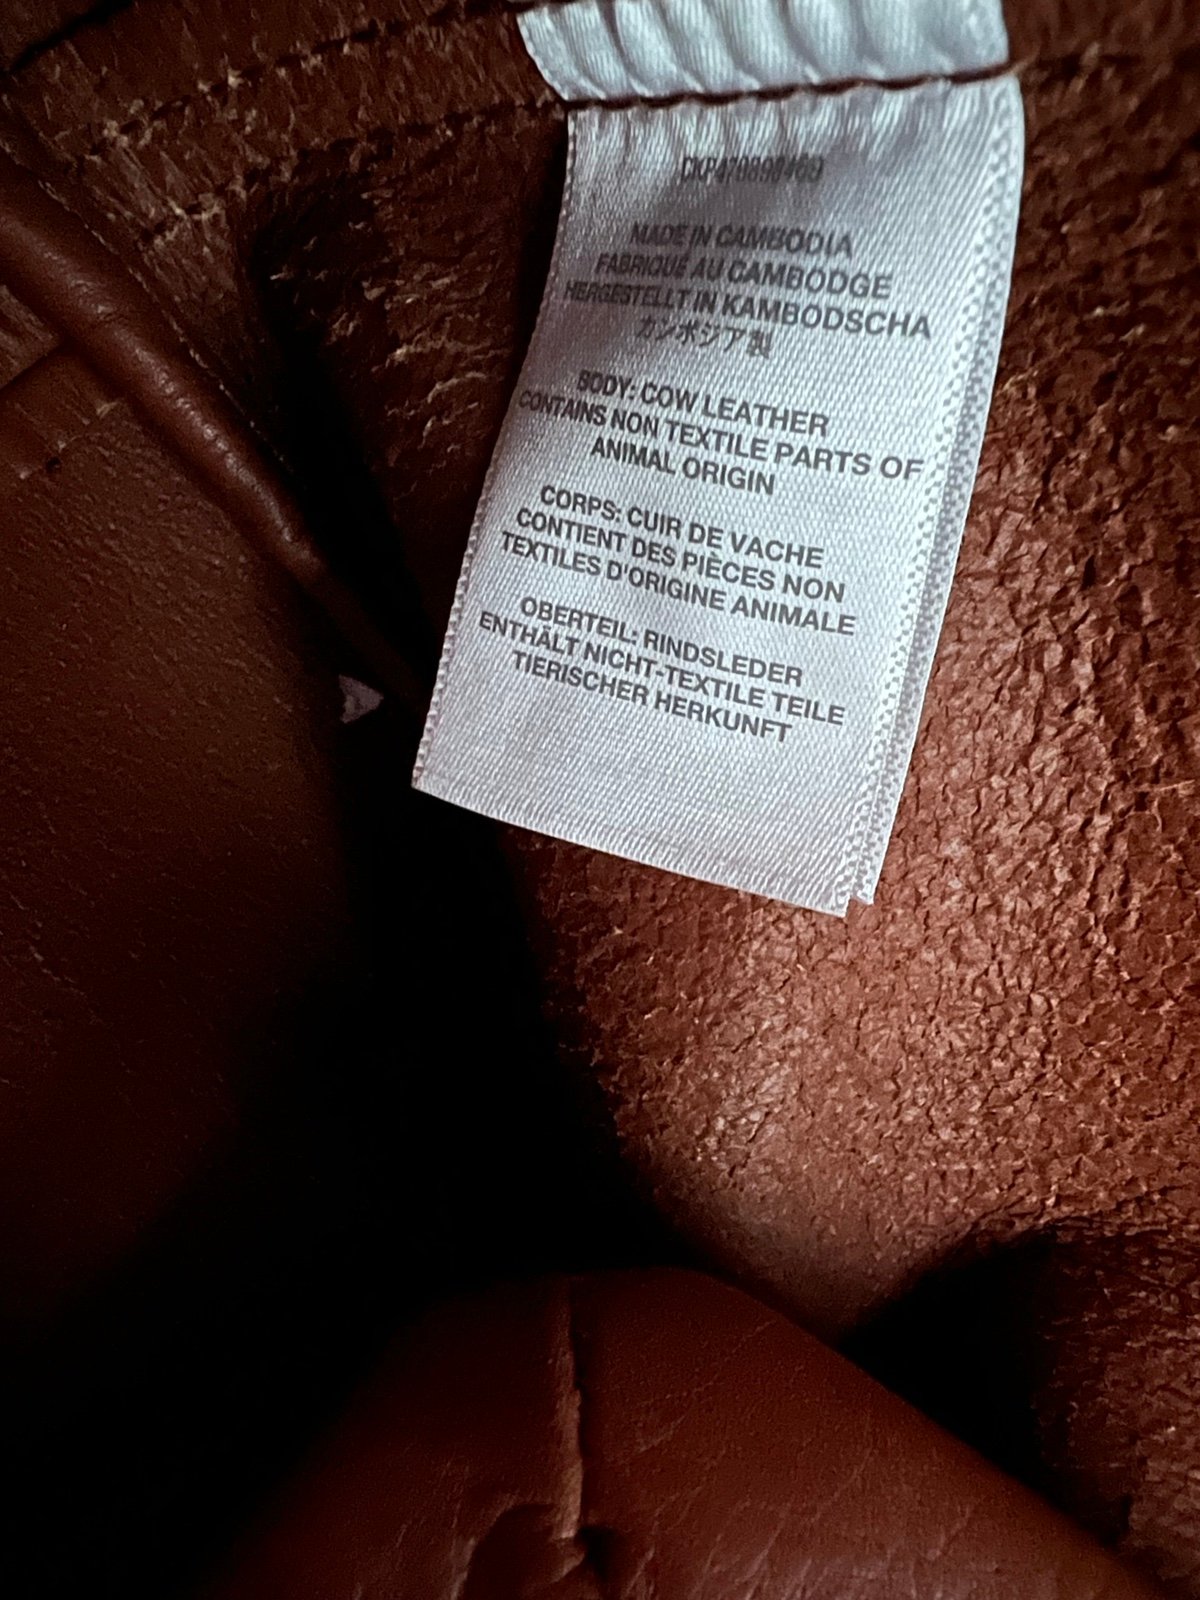 MADE IN CAMBODIA
FABRIQUÉ AU CAMBODGE
HERGESTELLT IN KAMBODSCHA
カンボジア製
BODY: COW LEATHER
CONTAINS NON TEXTILE PARTS OF
ANIMAL ORIGIN
CORPS: CUIR DE VACHE
CONTIENT DES PIÈCES NON
TEXTILES D'ORIGINE ANIMALE
OBERTEIL: RINDSLEDER
ENTHÄLT NICHT-TEXTILE TEILE
TIERISCHER HERKUNFT